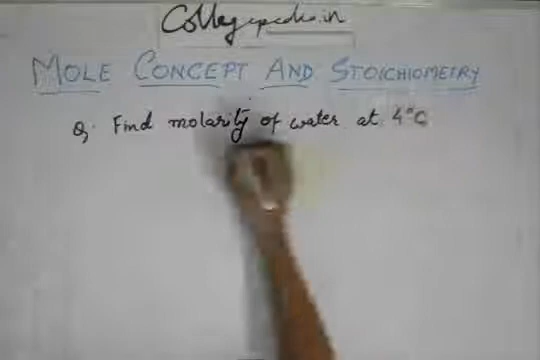 Collegepedia.in
MOLE CONCEPT AND STOICHIOMETRY
Q. Find molarity of water at 4°C